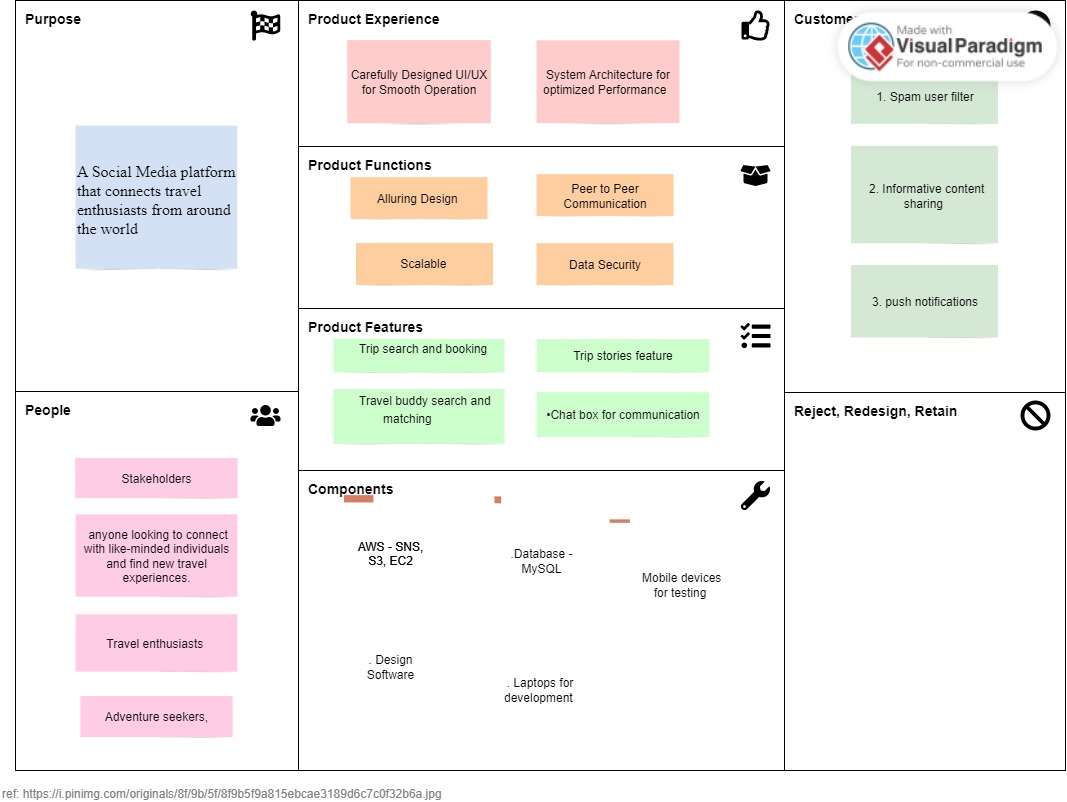 Purpose
A Social Media platform
that connects travel
enthusiasts from around
the world
People
Stakeholders
anyone looking to connect
with like-minded individuals
and find new travel
experiences.
Travel enthusiasts
Adventure seekers,
Product Experience
Carefully Designed UI/UX
for Smooth Operation
System Architecture for
optimized Performance
Product Functions
Alluring Design
Peer to Peer
Communication
Scalable
Data Security
Product Features
Trip search and booking
Trip stories feature
Travel buddy search and
matching
•Chat box for communication
Components
AWS - SNS,
S3, EC2
.Database -
MySQL
Mobile devices
for testing
. Design
Software
. Laptops for
development
Custome
Made with
VisualParadigm
For non-commercial use
1. Spam user filter
2. Informative content
sharing
3. push notifications
Reject, Redesign, Retain
ref: https://i.pinimg.com/originals/8f/9b/5f/8f9b5f9a815ebcae3189d6c7c0f32b6a.jpg